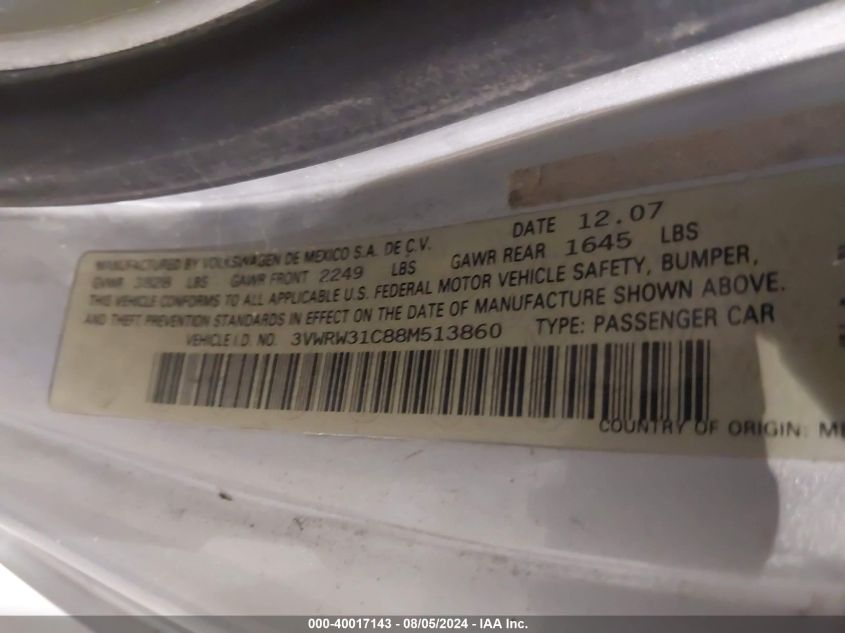 MANUFACTURED BY VOLKSWAGEN DE MEXICO S.A. DE C.V. DATE 12.07
GVWR 3928 LBS GAWR FRONT 2249 LBS GAWR REAR 1645 LBS
THIS VEHICLE CONFORMS TO ALL APPLICABLE U.S. FEDERAL MOTOR VEHICLE SAFETY, BUMPER,
AND THEFT PREVENTION STANDARDS IN EFFECT ON THE DATE OF MANUFACTURE SHOWN ABOVE.
VEHICLE I.D. NO. 3VWRW31C88M513860 TYPE: PASSENGER CAR
COUNTRY OF ORIGIN: ME
000-40017143 - 08/05/2024 - IAA Inc.